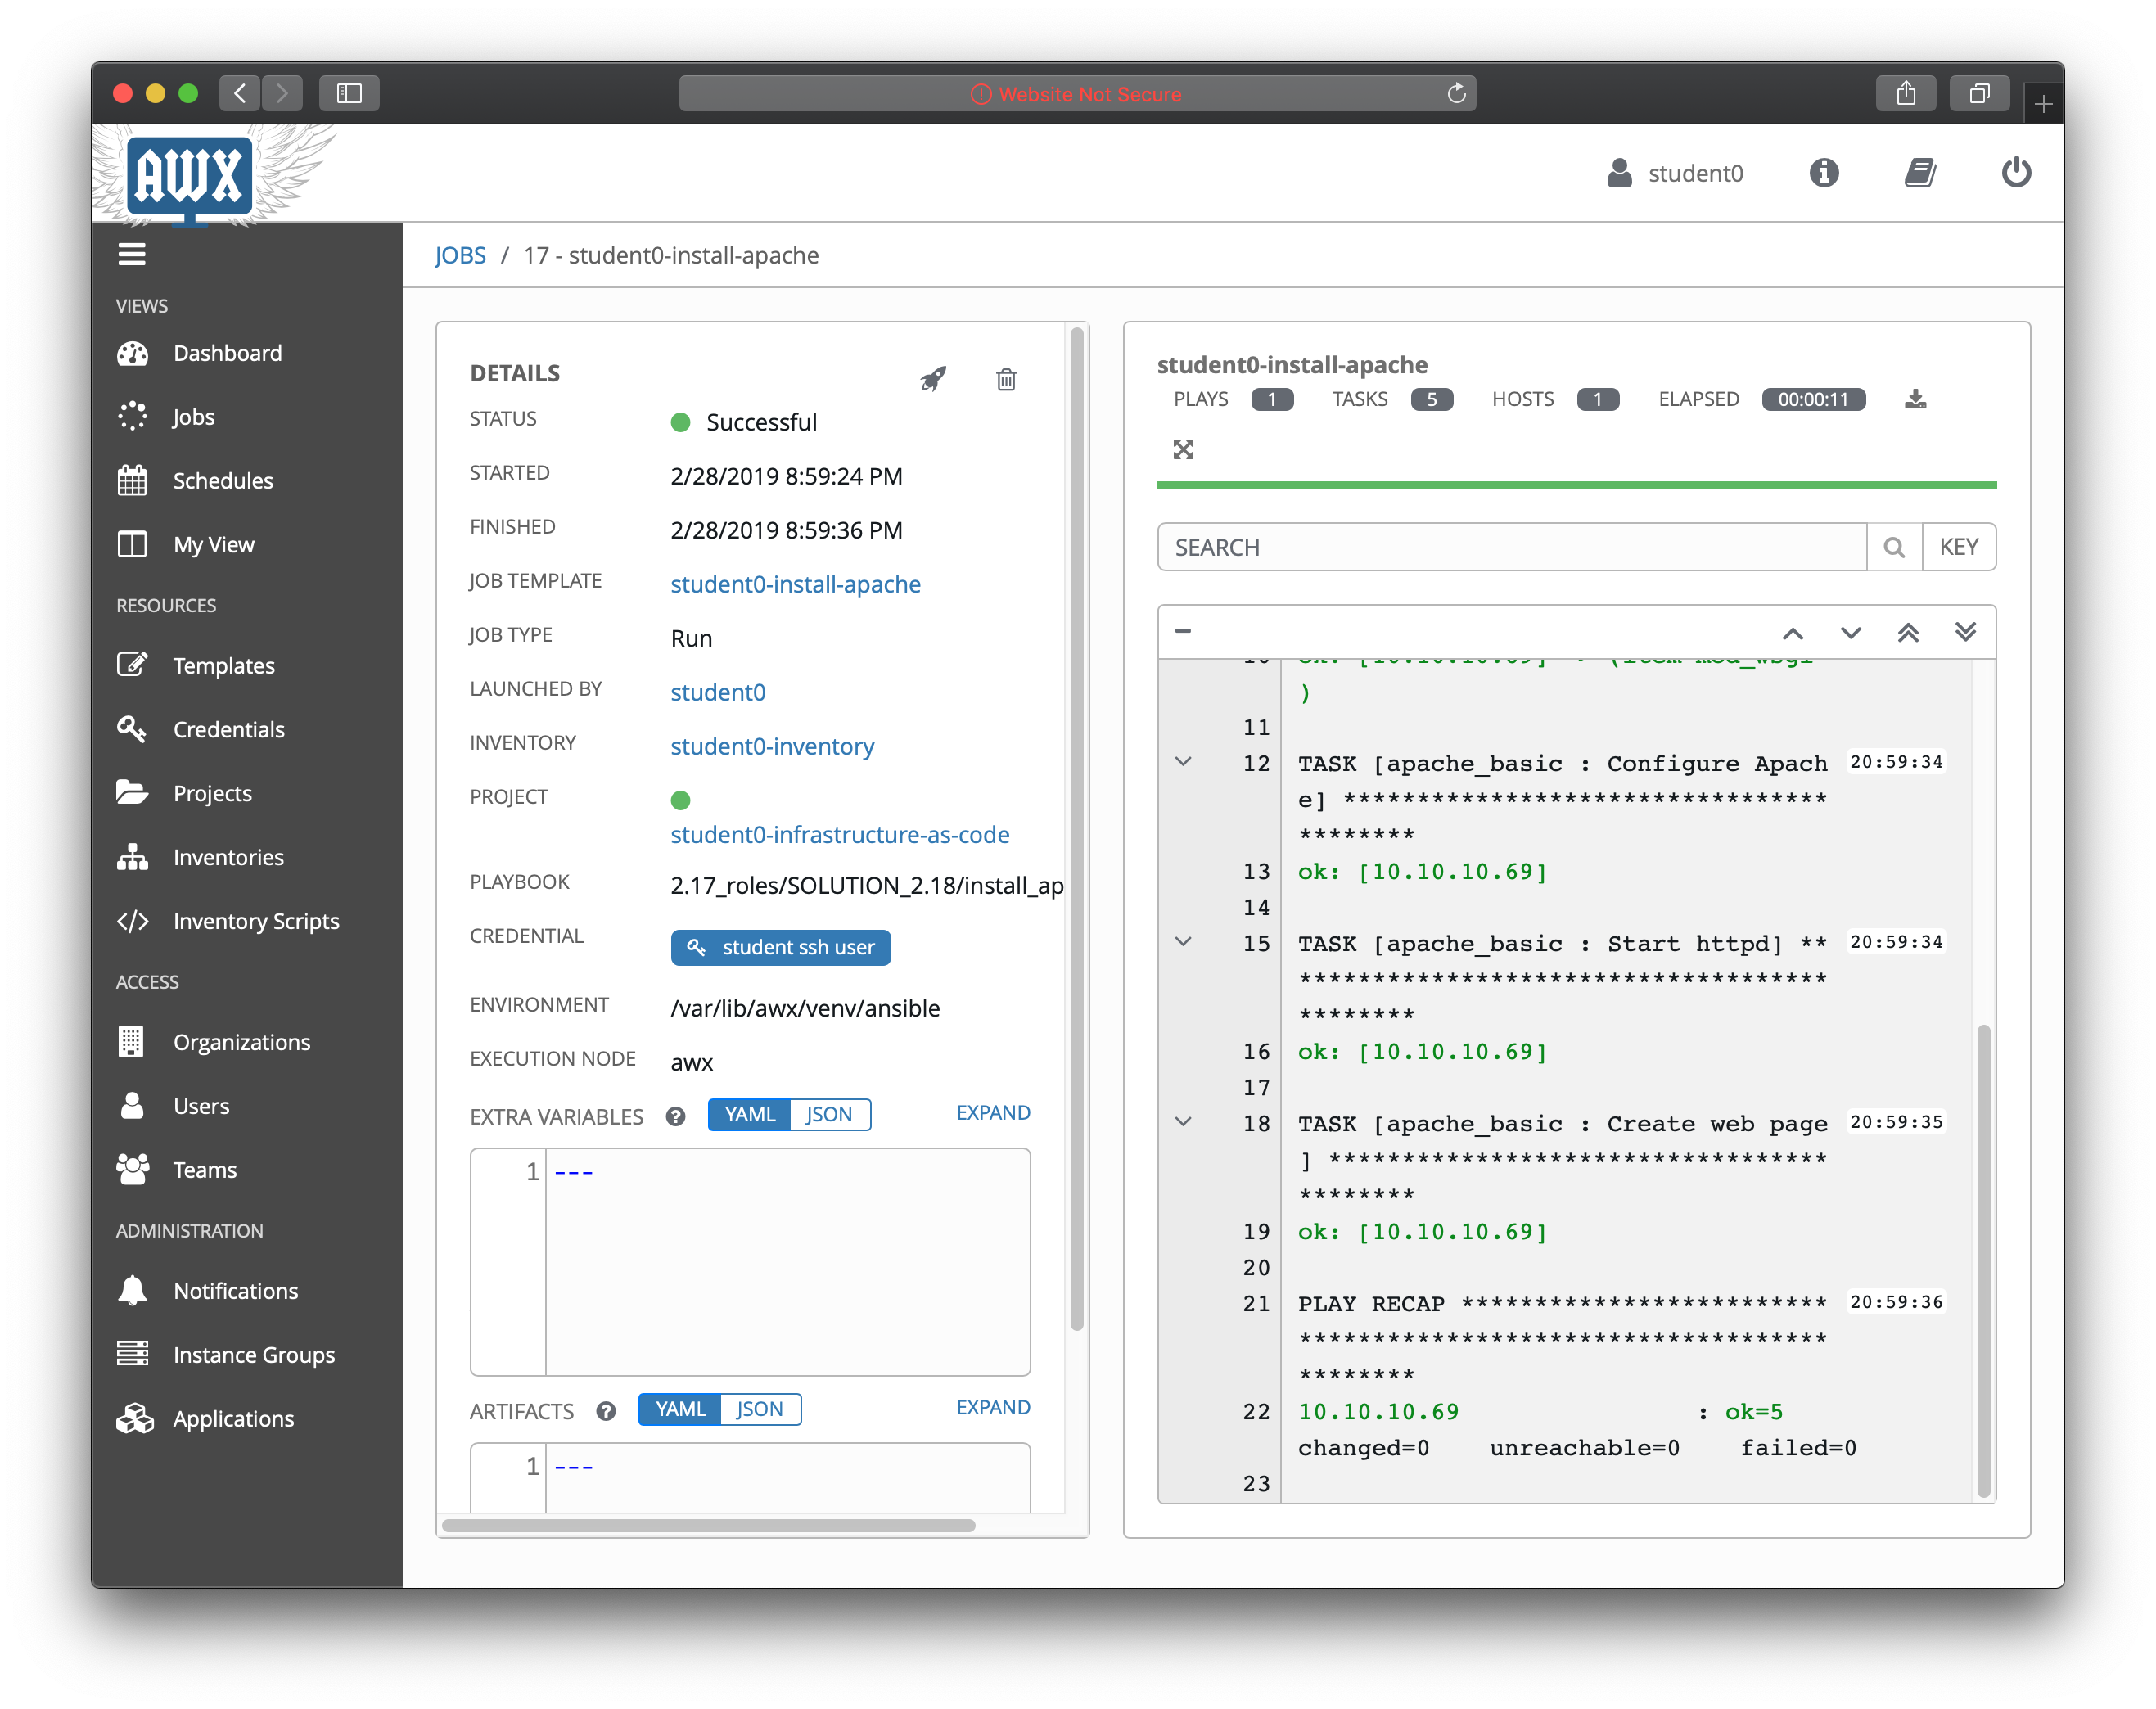 Website Not Secure
AWX
student0
JOBS / 17 - student0-install-apache
VIEWS
Dashboard
Jobs
Schedules
My View
RESOURCES
Templates
Credentials
Projects
Inventories
Inventory Scripts
ACCESS
Organizations
Users
Teams
ADMINISTRATION
Notifications
Instance Groups
Applications
DETAILS
STATUS Successful
STARTED 2/28/2019 8:59:24 PM
FINISHED 2/28/2019 8:59:36 PM
JOB TEMPLATE student0-install-apache
JOB TYPE Run
LAUNCHED BY student0
INVENTORY student0-inventory
PROJECT
student0-infrastructure-as-code
PLAYBOOK 2.17_roles/SOLUTION_2.18/install_ap
CREDENTIAL student ssh user
ENVIRONMENT /var/lib/awx/venv/ansible
EXECUTION NODE awx
EXTRA VARIABLES YAML JSON EXPAND
1 ---
ARTIFACTS YAML JSON EXPAND
1 ---
student0-install-apache
PLAYS 1 TASKS 5 HOSTS 1 ELAPSED 00:00:11
SEARCH KEY
10 ok: [10.10.10.69] => (item=mod_wsgi
)
11
12 TASK [apache_basic : Configure Apach 20:59:34
e] *********************************
********
13 ok: [10.10.10.69]
14
15 TASK [apache_basic : Start httpd] ** 20:59:34
************************************
********
16 ok: [10.10.10.69]
17
18 TASK [apache_basic : Create web page 20:59:35
] **********************************
********
19 ok: [10.10.10.69]
20
21 PLAY RECAP ************************* 20:59:36
************************************
********
22 10.10.10.69 : ok=5
changed=0 unreachable=0 failed=0
23